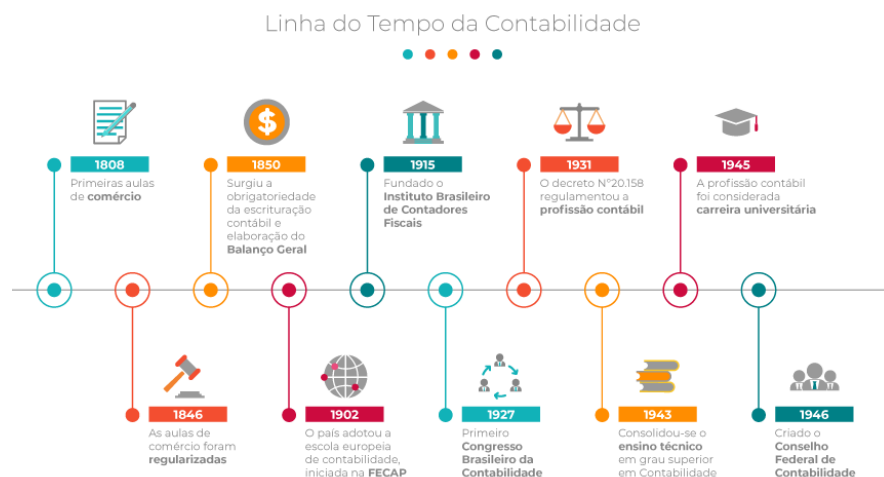 Linha do Tempo da Contabilidade
1808
Primeiras aulas
de comércio
1850
Surgiu a
obrigatoriedade
da escrituração
contábil e
elaboração do
Balanço Geral
1915
Fundado o
Instituto Brasileiro
de Contadores
Fiscais
1931
O decreto Nº20.158
regulamentou a
profissão contábil
1945
A profissão contábil
foi considerada
carreira universitária
1846
As aulas de
comércio foram
regularizadas
1902
O país adotou a
escola europeia
de contabilidade,
iniciada na FECAP
1927
Primeiro
Congresso
Brasileiro da
Contabilidade
1943
Consolidou-se o
ensino técnico
em grau superior
em Contabilidade
1946
Criado o
Conselho
Federal de
Contabilidade